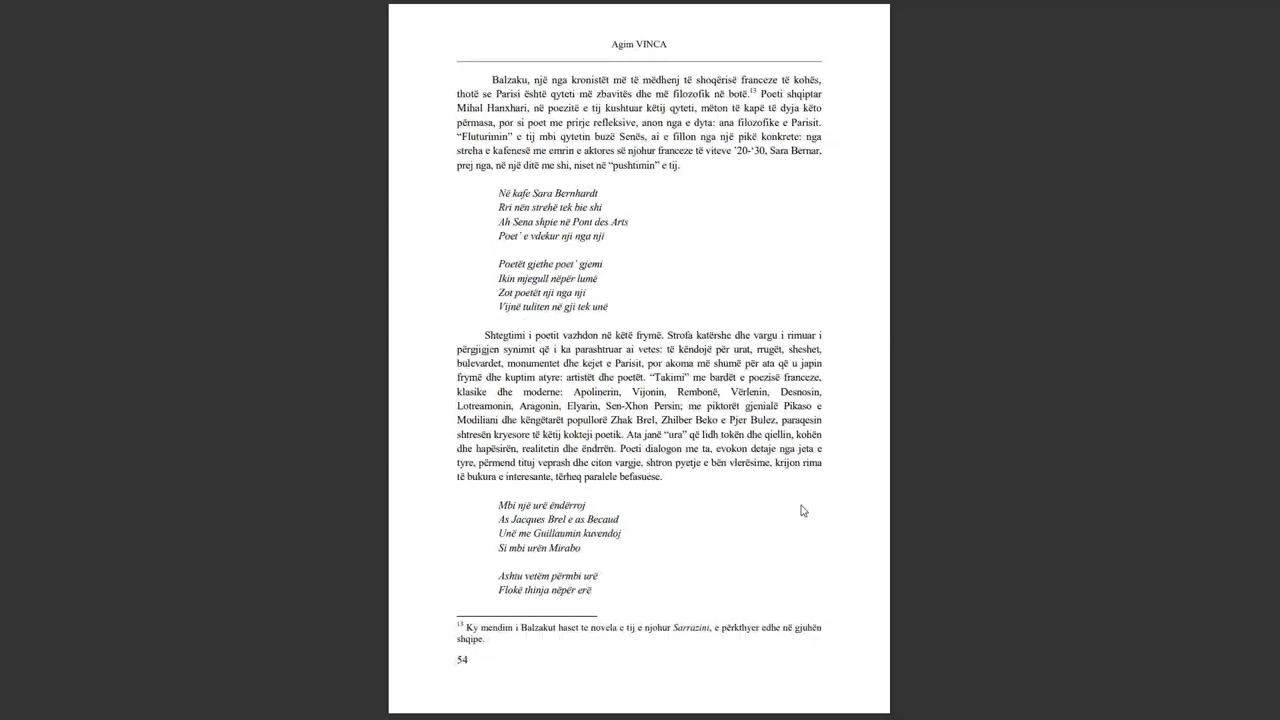 Agim VINCA
Balzaku, një nga kronistët më të mëdhenj të shoqërisë franceze të kohës,
thotë se Parisi është qyteti më zbavitës dhe më filozofik në botë.13 Poeti shqiptar
Mihal Hanxhari, në poezitë e tij kushtuar këtij qyteti, mëton të kapë të dyja këto
përmasa, por si poet me prirje refleksive, anon nga e dyta: ana filozofike e Parisit.
“Fluturimin” e tij mbi qytetin buzë Senës, ai e fillon nga një pikë konkrete: nga
streha e kafenesë me emrin e aktores së njohur franceze të viteve ’20-‘30, Sara Bernar,
prej nga, në një ditë me shi, niset në “pushtimin” e tij.
Në kafe Sara Bernhardt
Rri nën strehë tek bie shi
Ah Sena shpie në Pont des Arts
Poet’ e vdekur nji nga nji
Poetët gjethe poet’ gjemi
Ikin mjegull nëpër lumë
Zot poetët nji nga nji
Vijnë tuliten në gji tek unë
Shtegtimi i poetit vazhdon në këtë frymë. Strofa katërshe dhe vargu i rimuar i
përgjigjen synimit që i ka parashtruar ai vetes: të këndojë për urat, rrugët, sheshet,
bulevardet, monumentet dhe kejet e Parisit, por akoma më shumë për ata që u japin
frymë dhe kuptim atyre: artistët dhe poetët. “Takimi” me bardët e poezisë franceze,
klasike dhe moderne: Apolinerin, Vijonin, Rembonë, Vërlenin, Desnosin,
Lotreamonin, Aragonin, Elyarin, Sen-Xhon Persin; me piktorët gjenialë Pikaso e
Modiliani dhe këngëtarët popullorë Zhak Brel, Zhilber Beko e Pjer Bulez, paraqesin
shtresën kryesore të këtij kokteji poetik. Ata janë “ura” që lidh tokën dhe qiellin, kohën
dhe hapësirën, realitetin dhe ëndrrën. Poeti dialogon me ta, evokon detaje nga jeta e
tyre, përmend tituj veprash dhe citon vargje, shtron pyetje e bën vlerësime, krijon rima
të bukura e interesante, tërheq paralele befasuese.
Mbi një urë ëndërroj
As Jacques Brel e as Becaud
Unë me Guillaumin kuvendoj
Si mbi urën Mirabo
Ashtu vetëm përmbi urë
Flokë thinja nëpër erë
13 Ky mendim i Balzakut haset te novela e tij e njohur Sarrazini, e përkthyer edhe në gjuhën
shqipe.
54